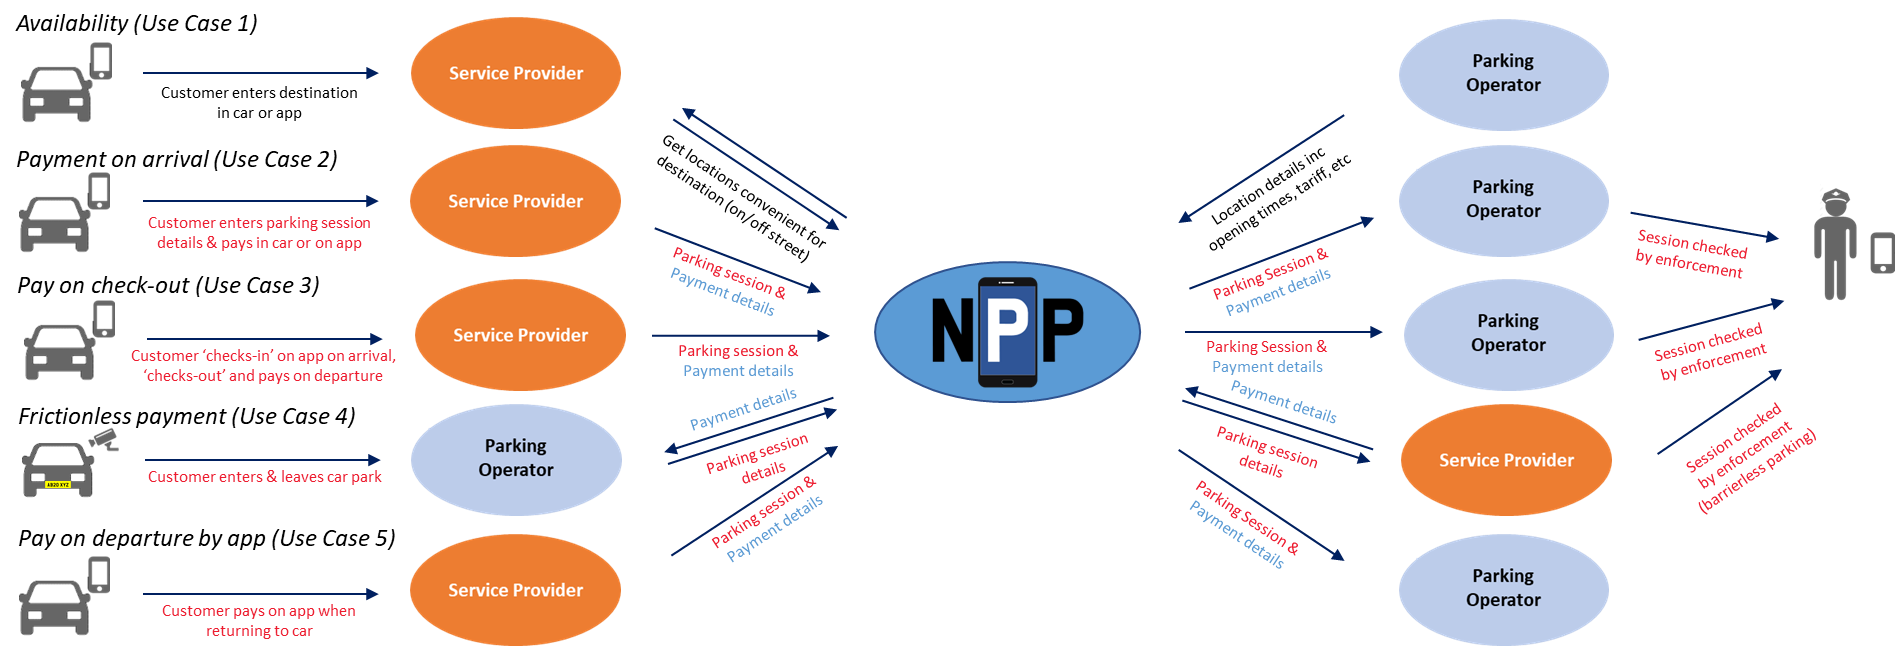 Availability (Use Case 1)
Customer enters destination
in car or app
Service Provider
Payment on arrival (Use Case 2)
Customer enters parking session
details & pays in car or on app
Service Provider
Pay on check-out (Use Case 3)
Customer ‘checks-in’ on app on arrival,
‘checks-out’ and pays on departure
Service Provider
Frictionless payment (Use Case 4)
AB20 XYZ
Customer enters & leaves car park
Parking
Operator
Pay on departure by app (Use Case 5)
Customer pays on app when
returning to car
Service Provider
Get locations convenient for
destination (on/off street)
Parking session &
Payment details
Parking session &
Payment details
Payment details
Parking session
details
Parking session &
Payment details
NPP
Location details inc
opening times, tariff, etc
Parking Session &
Payment details
Parking Session &
Payment details
Payment details
Parking session
details
Parking Session &
Payment details
Parking
Operator
Parking
Operator
Parking
Operator
Service Provider
Parking
Operator
Session checked
by enforcement
Session checked
by enforcement
Session checked
by enforcement
(barrierless parking)